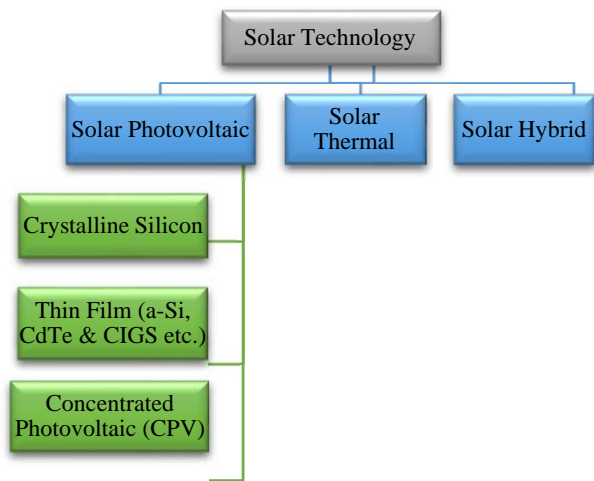 Solar Technology
Solar Photovoltaic
Solar
Thermal
Solar Hybrid
Crystalline Silicon
Thin Film (a-Si,
CdTe & CIGS etc.)
Concentrated
Photovoltaic (CPV)